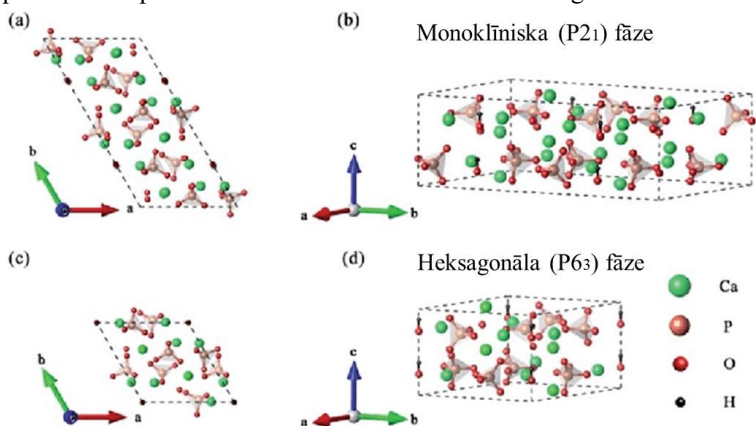 (a)
(b)
Monoklīniska (P2₁) fāze
b
a
c
a
b
(c)
(d)
Heksagonāla (P6₃) fāze
b
a
c
a
b
Ca
P
O
H